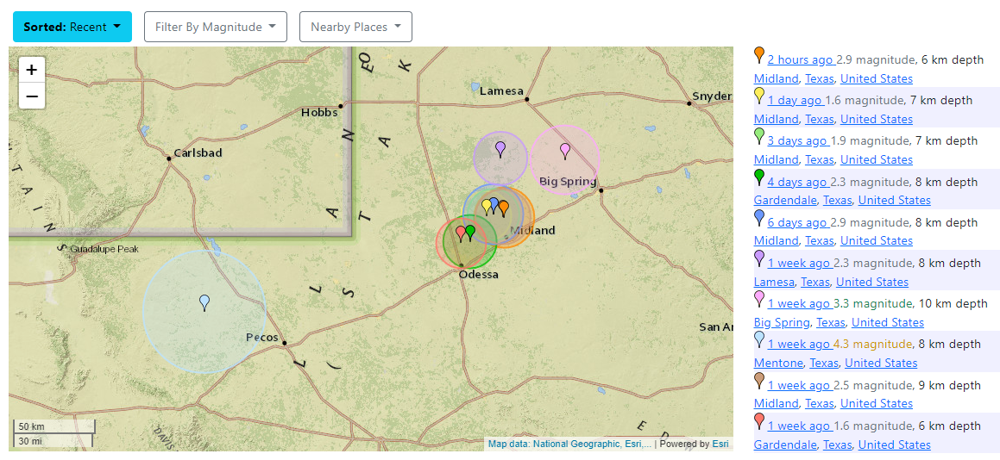 Sorted: Recent
Filter By Magnitude
Nearby Places
+
−
O
E K
Lamesa
Snyder
Hobbs
N
A
Carlsbad
T
A
I
N
S
Big Spring
A
T
Midland
Guadalupe Peak
Odessa
L
S
Pecos
San An
L
(
DAVIS
E D
50 km
30 mi
Map data: National Geographic, Esri,... | Powered by Esri
2 hours ago 2.9 magnitude, 6 km depth
Midland, Texas, United States
1 day ago 1.6 magnitude, 7 km depth
Midland, Texas, United States
3 days ago 1.9 magnitude, 7 km depth
Midland, Texas, United States
4 days ago 2.3 magnitude, 8 km depth
Gardendale, Texas, United States
6 days ago 2.9 magnitude, 8 km depth
Midland, Texas, United States
1 week ago 2.3 magnitude, 8 km depth
Lamesa, Texas, United States
1 week ago 3.3 magnitude, 10 km depth
Big Spring, Texas, United States
1 week ago 4.3 magnitude, 8 km depth
Mentone, Texas, United States
1 week ago 2.5 magnitude, 9 km depth
Midland, Texas, United States
1 week ago 1.6 magnitude, 6 km depth
Gardendale, Texas, United States